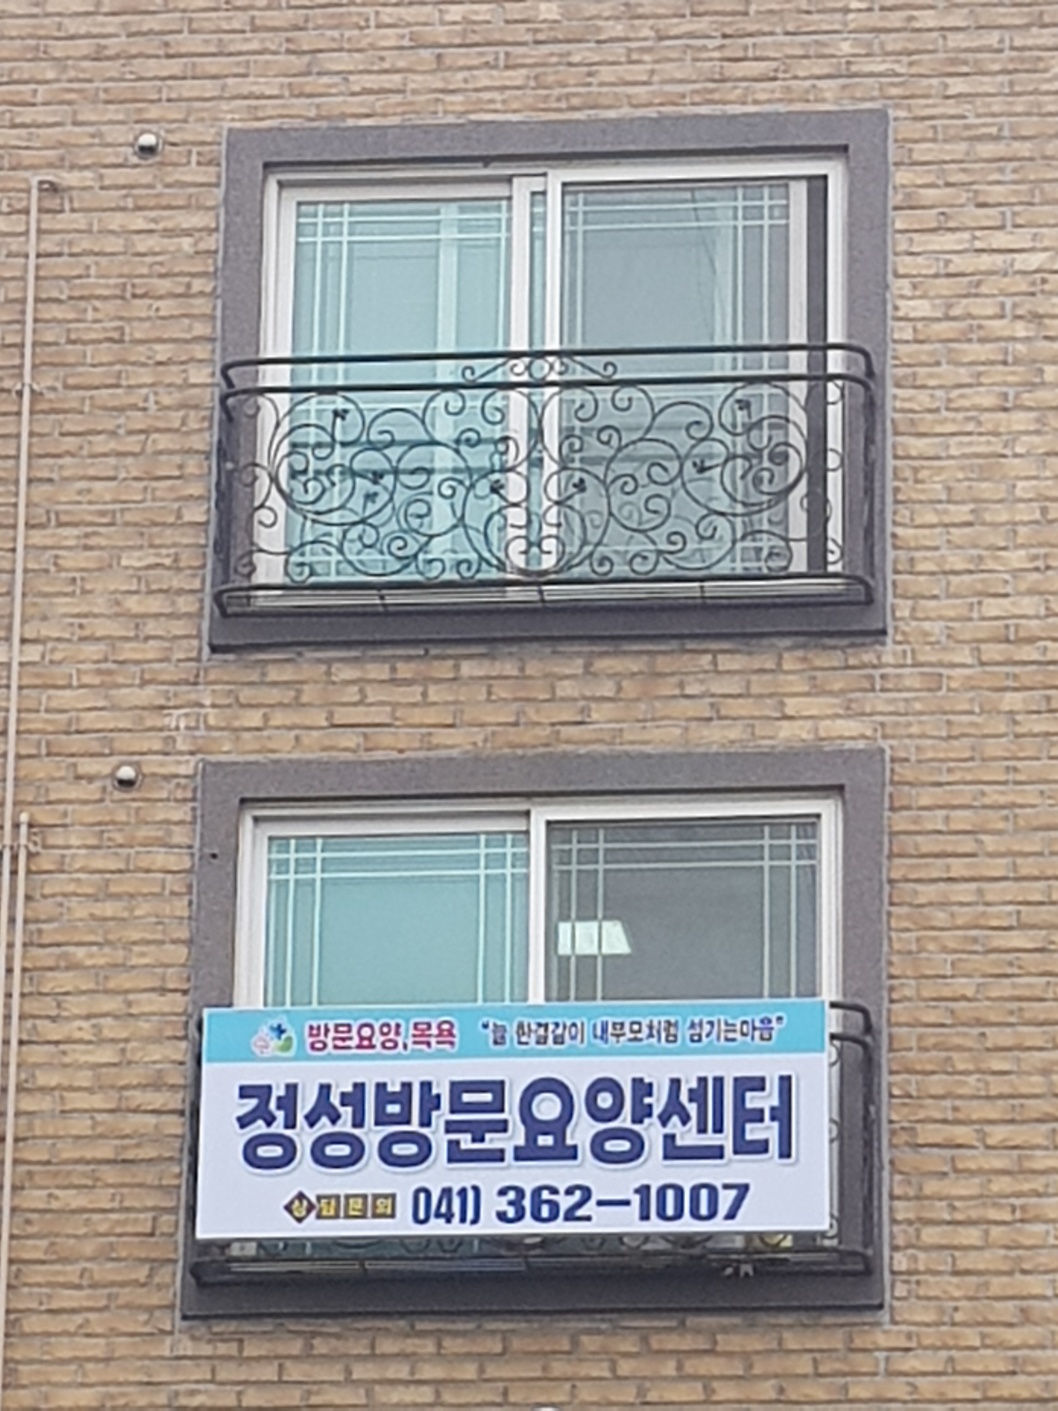 방문요양,목욕 "늘 한결같이 내부모처럼 섬기는마음"
정성방문요양센터
상담문의 041) 362-1007